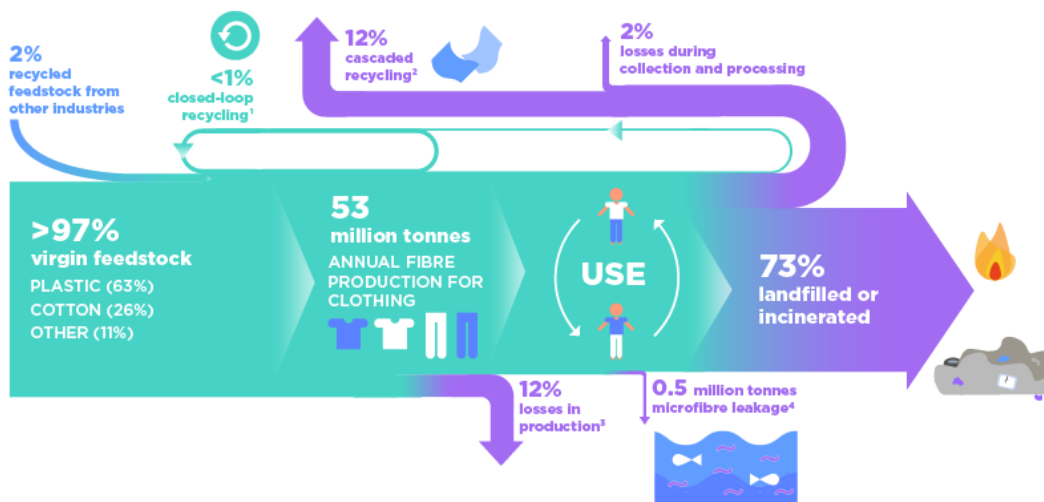 2%
recycled
feedstock from
other industries
<1%
closed-loop
recycling¹
12%
cascaded
recycling²
2%
losses during
collection and processing
>97%
virgin feedstock
PLASTIC (63%)
COTTON (26%)
OTHER (11%)
53
million tonnes
ANNUAL FIBRE
PRODUCTION FOR
CLOTHING
USE
73%
landfilled or
incinerated
12%
losses in
production³
0.5 million tonnes
microfibre leakage⁴